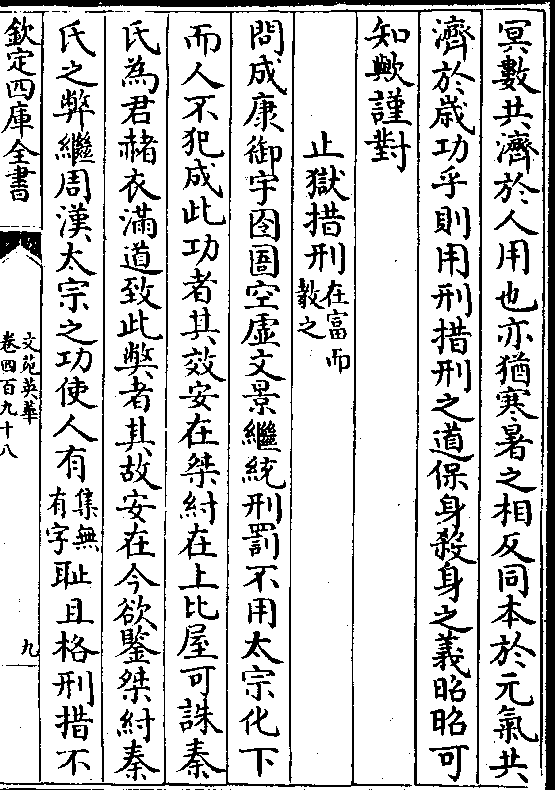 冥數共濟於人用也亦猶寒暑之相反同本於元氣共
濟於歲功乎則用刑措刑之道保身殺身之義昭昭可
知歟謹對
止獄措刑在富而教之
問成康御宇囹圄空虛文景繼統刑罰不用太宗化下
而人不犯成此功者其效安在桀紂在上比屋可誅秦
氏為君赭衣滿道致此弊者其故安在今欲鑒桀紂秦
氏之弊繼周漢太宗之功使人有集無有字恥且格刑措不
欽定四庫全書
文苑英華
卷四百九十八
九